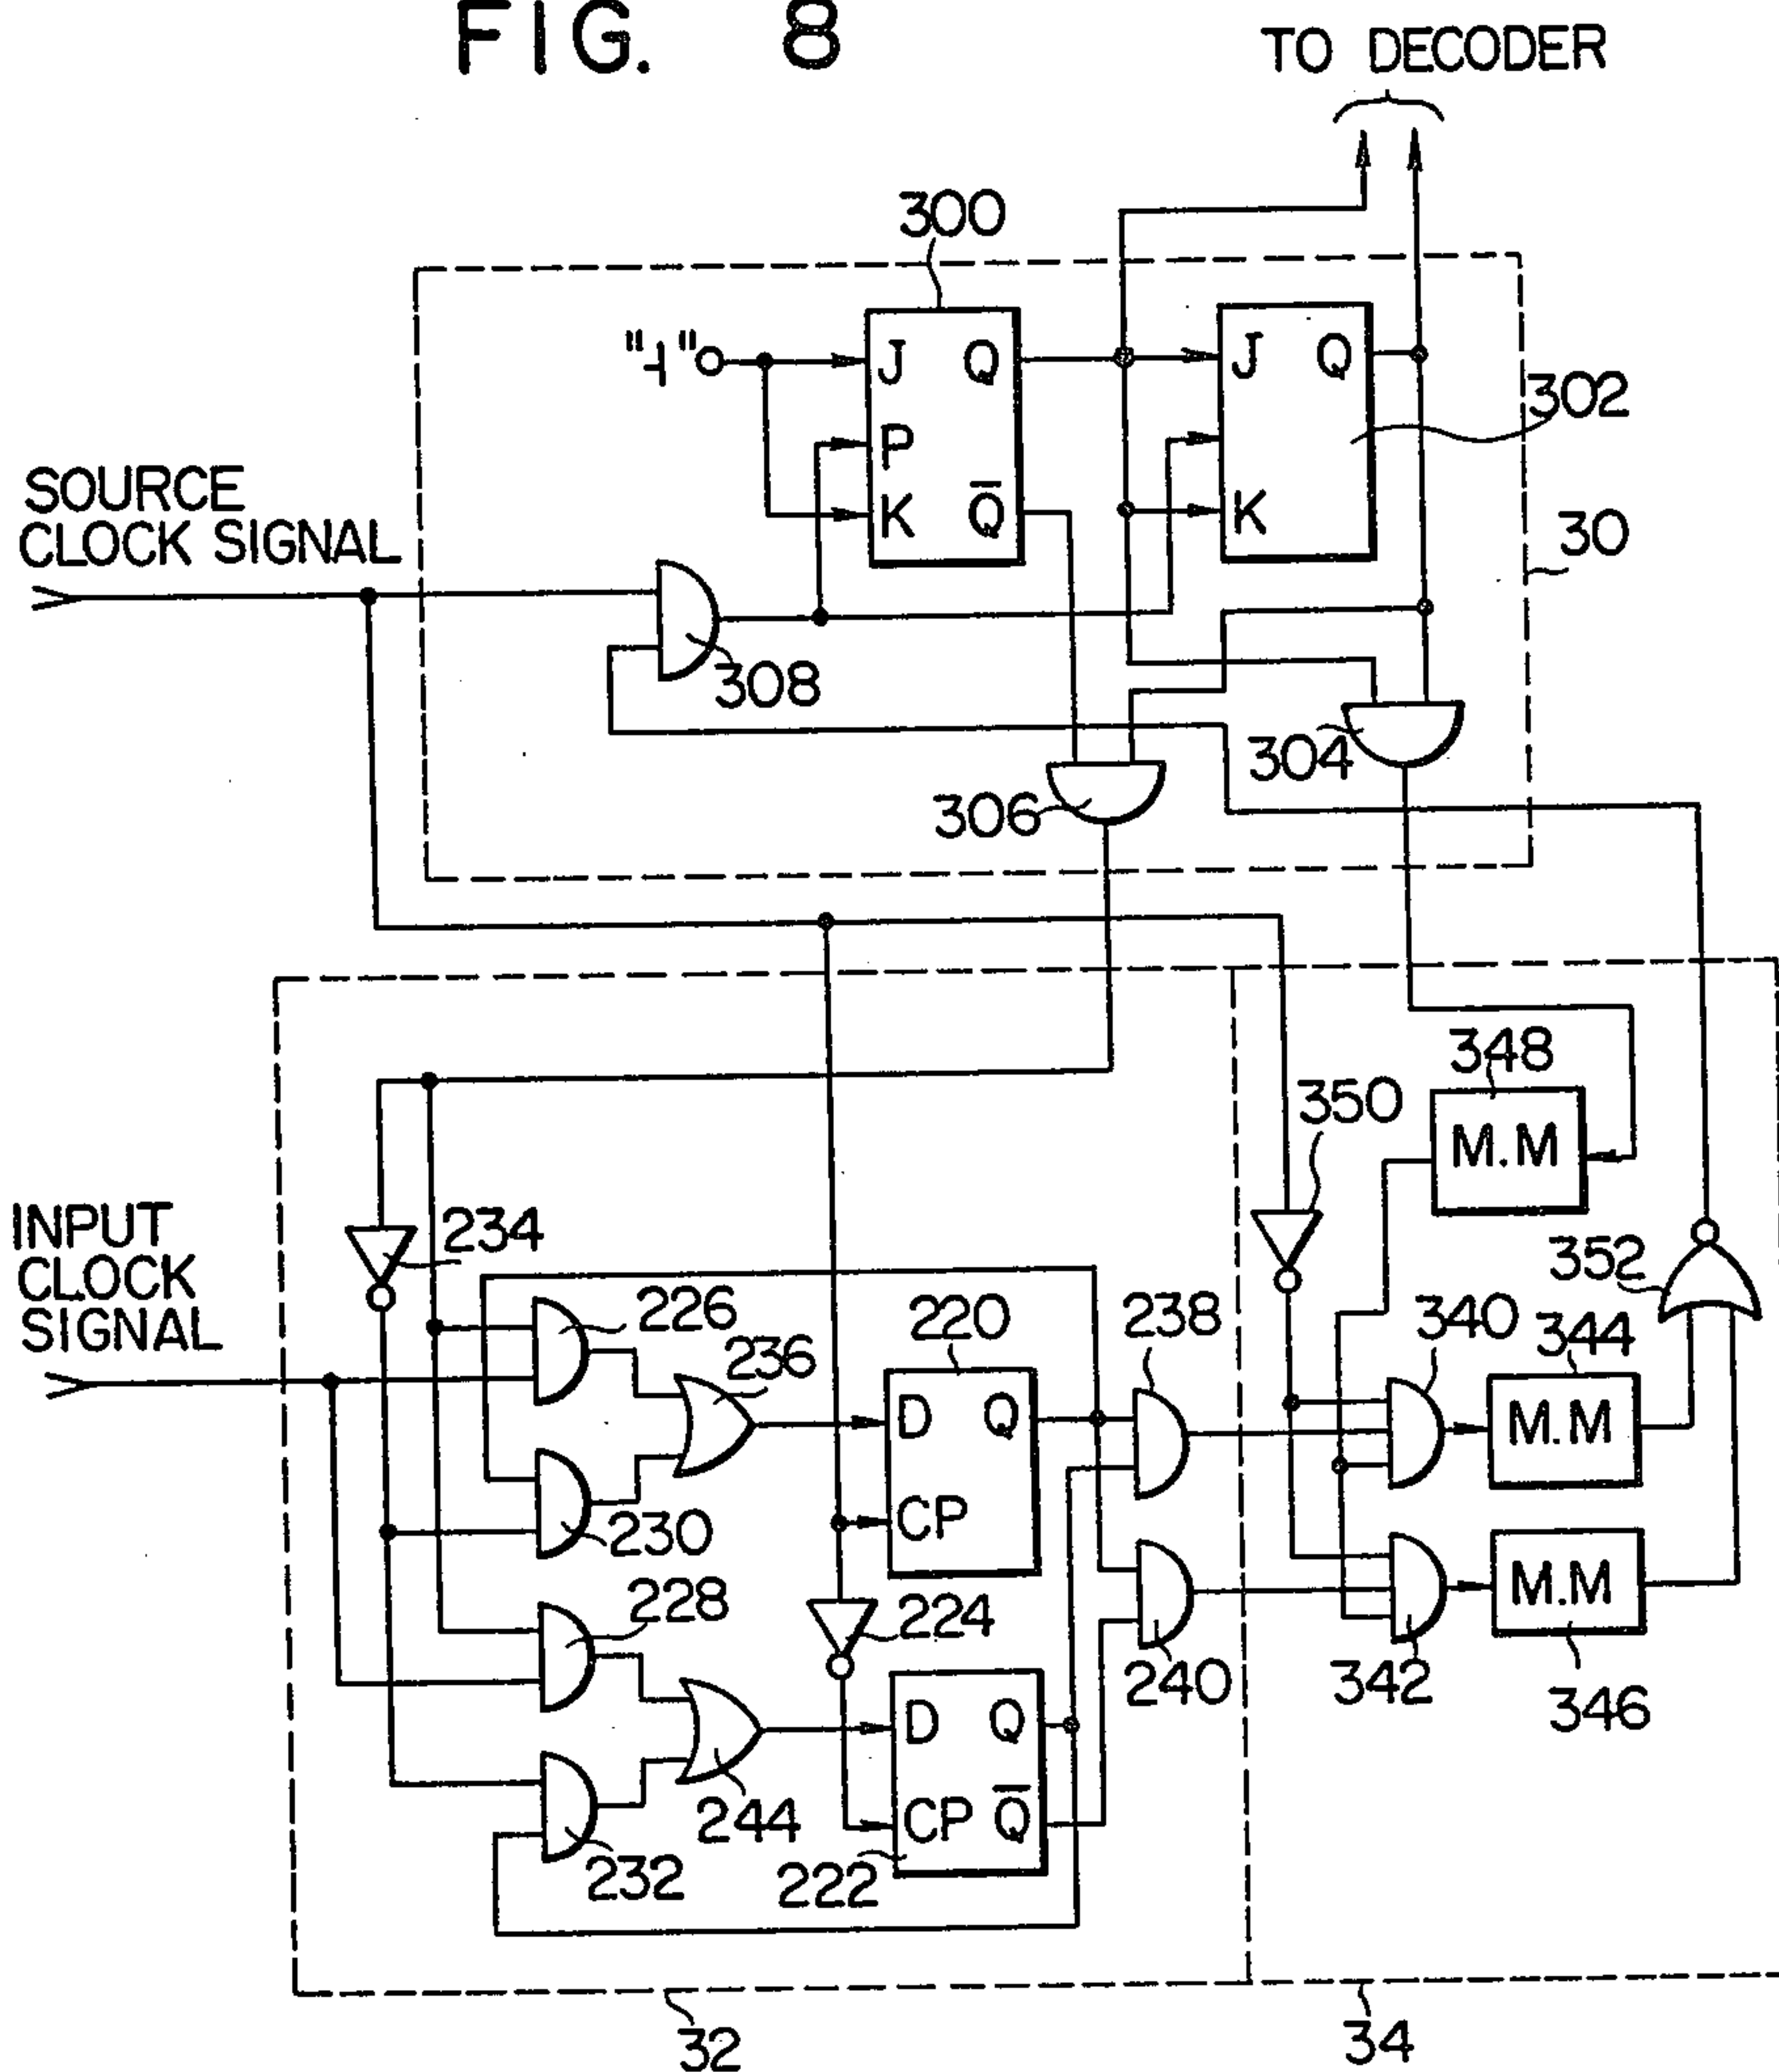 FIG. 8
TO DECODER
300
"1"
J Q
P
K Q̅
J Q
K
302
SOURCE
CLOCK SIGNAL
30
308
304
306
348
M.M
350
INPUT
CLOCK
SIGNAL
234
226
236
220
238
340
344
352
D Q
CP
M.M
230
228
224
240
342
M.M
346
D Q
CP Q̅
244
232
222
32
34